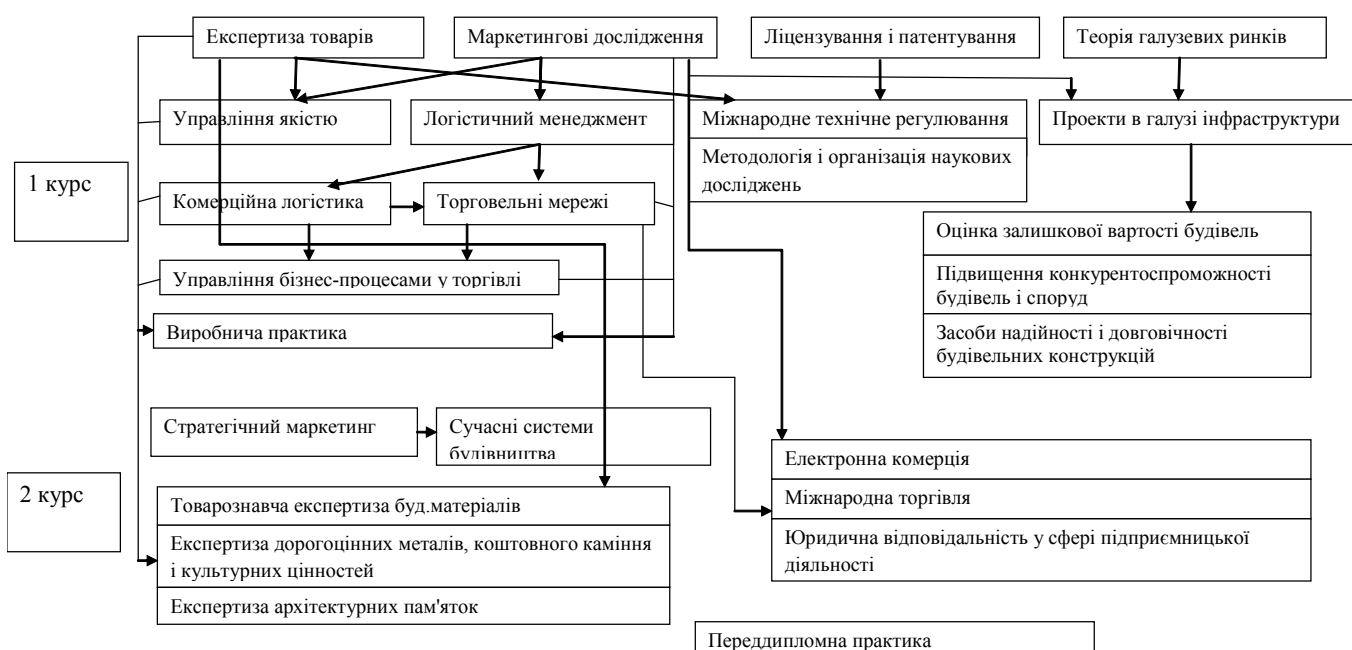 Експертиза товарів
Маркетингові дослідження
Ліцензування і патентування
Теорія галузевих ринків
Управління якістю
Логістичний менеджмент
Міжнародне технічне регулювання
Проекти в галузі інфраструктури
Методологія і організація наукових
досліджень
1 курс
Комерційна логістика
Торговельні мережі
Оцінка залишкової вартості будівель
Управління бізнес-процесами у торгівлі
Підвищення конкурентоспроможності
будівель і споруд
Виробнича практика
Засоби надійності і довговічності
будівельних конструкцій
Стратегічний маркетинг
Сучасні системи
будівництва
Електронна комерція
2 курс
Товарознавча експертиза буд.матеріалів
Міжнародна торгівля
Експертиза дорогоцінних металів, коштовного каміння
і культурних цінностей
Юридична відповідальність у сфері підприємницької
діяльності
Експертиза архітектурних пам'яток
Переддипломна практика